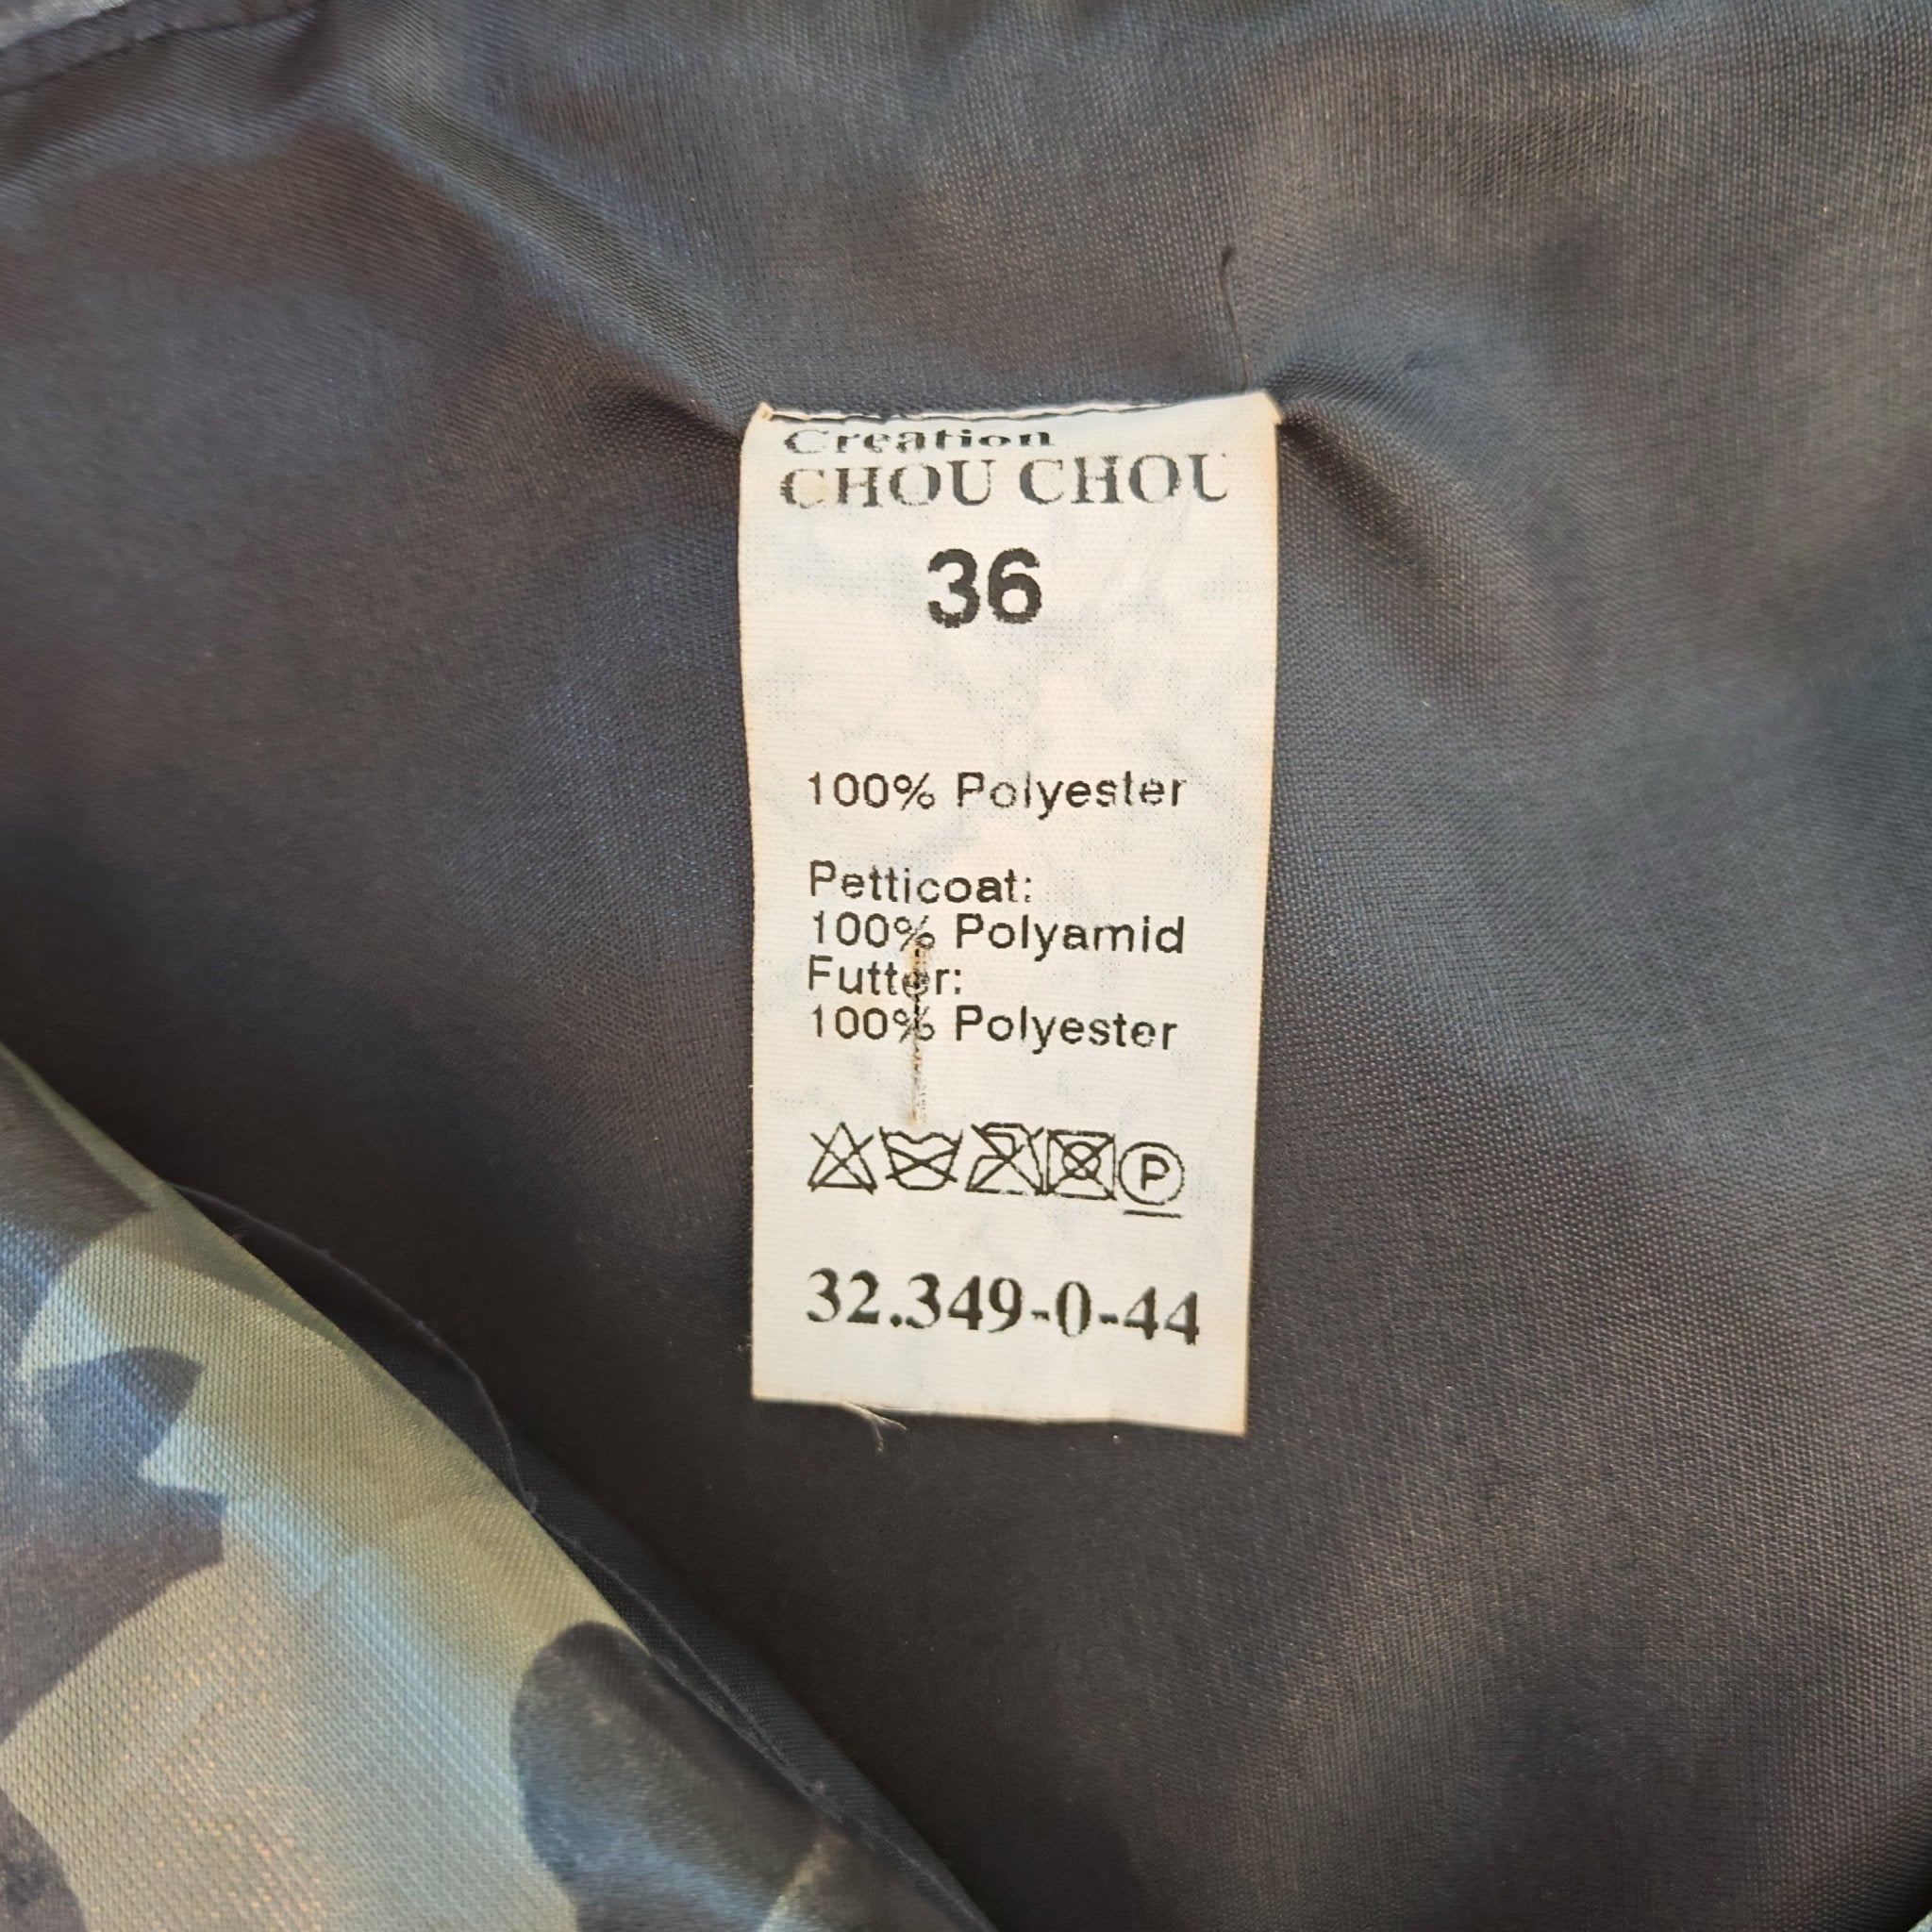 Creation
CHOU CHOU
36
100% Polyester
Petticoat:
100% Polyamid
Futter:
100% Polyester
P
32.349-0-44